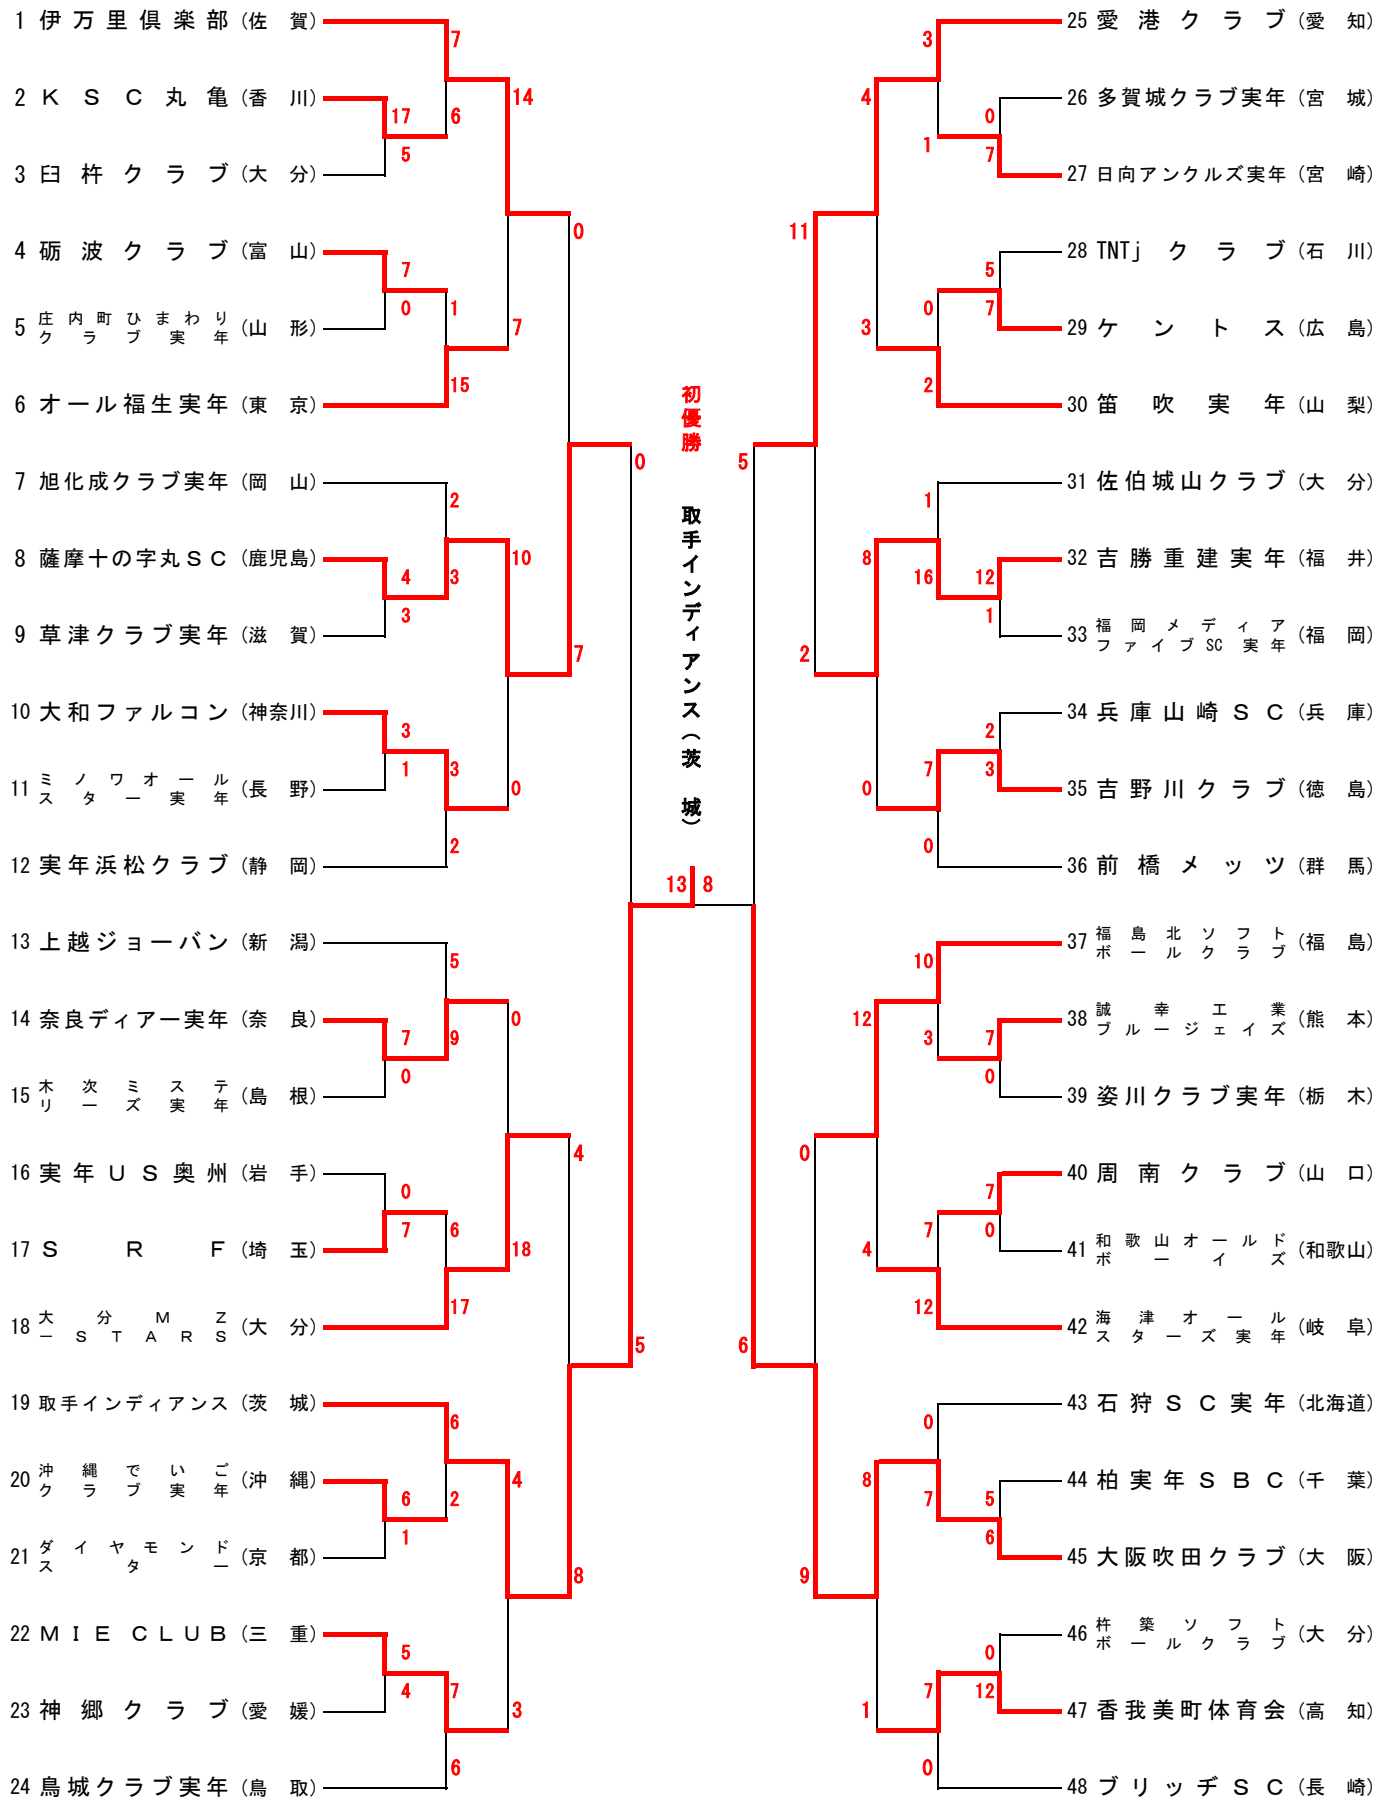 1 伊万里倶楽部 (佐 賀)
2 ＫＳＣ丸亀 (香 川)
3 臼杵クラブ (大 分)
4 砺波クラブ (富 山)
5 庄内町ひまわり
クラブ実年 (山 形)
6 オール福生実年 (東 京)
7 旭化成クラブ実年 (岡 山)
8 薩摩十の字丸ＳＣ (鹿児島)
9 草津クラブ実年 (滋 賀)
10 大和ファルコン (神奈川)
11 ミノワオール
スター実年 (長 野)
12 実年浜松クラブ (静 岡)
13 上越ジョーバン (新 潟)
14 奈良ディアー実年 (奈 良)
15 木次ミステ
リーズ実年 (島 根)
16 実年ＵＳ奥州 (岩 手)
17 ＳＲＦ (埼 玉)
18 大分ＭＺ
－ＳＴＡＲＳ (大 分)
19 取手インディアンス (茨 城)
20 沖縄でいご
クラブ実年 (沖 縄)
21 ダイヤモンド
スター (京 都)
22 ＭＩＥ ＣＬＵＢ (三 重)
23 神郷クラブ (愛 媛)
24 鳥城クラブ実年 (鳥 取)
7
17
6
5
14
7
0
1
15
7
0
2
4
3
3
10
3
1
3
2
0
7
0
5
7
0
9
0
0
7
6
17
18
4
6
6
1
2
4
5
4
7
6
3
8
5
初優勝
取手インディアンス（茨 城）
13 8
3
0
7
1
4
5
7
0
2
3
11
1
12
1
16
8
2
3
7
0
0
2
5
10
7
0
3
12
7
0
7
12
4
0
0
5
6
7
8
0
12
7
0
1
9
6
25 愛港クラブ (愛 知)
26 多賀城クラブ実年 (宮 城)
27 日向アンクルズ実年 (宮 崎)
28 TNTj クラブ (石 川)
29 ケントス (広 島)
30 笛吹実年 (山 梨)
31 佐伯城山クラブ (大 分)
32 吉勝重建実年 (福 井)
33 福岡メディア
ファイブSC実年 (福 岡)
34 兵庫山崎ＳＣ (兵 庫)
35 吉野川クラブ (徳 島)
36 前橋メッツ (群 馬)
37 福島北ソフト
ボールクラブ (福 島)
38 誠幸工業
ブルージェイズ (熊 本)
39 姿川クラブ実年 (栃 木)
40 周南クラブ (山 口)
41 和歌山オールド
ボーイズ (和歌山)
42 海津オール
スターズ実年 (岐 阜)
43 石狩ＳＣ実年 (北海道)
44 柏実年ＳＢＣ (千 葉)
45 大阪吹田クラブ (大 阪)
46 杵築ソフト
ボールクラブ (大 分)
47 香我美町体育会 (高 知)
48 ブリッヂＳＣ (長 崎)